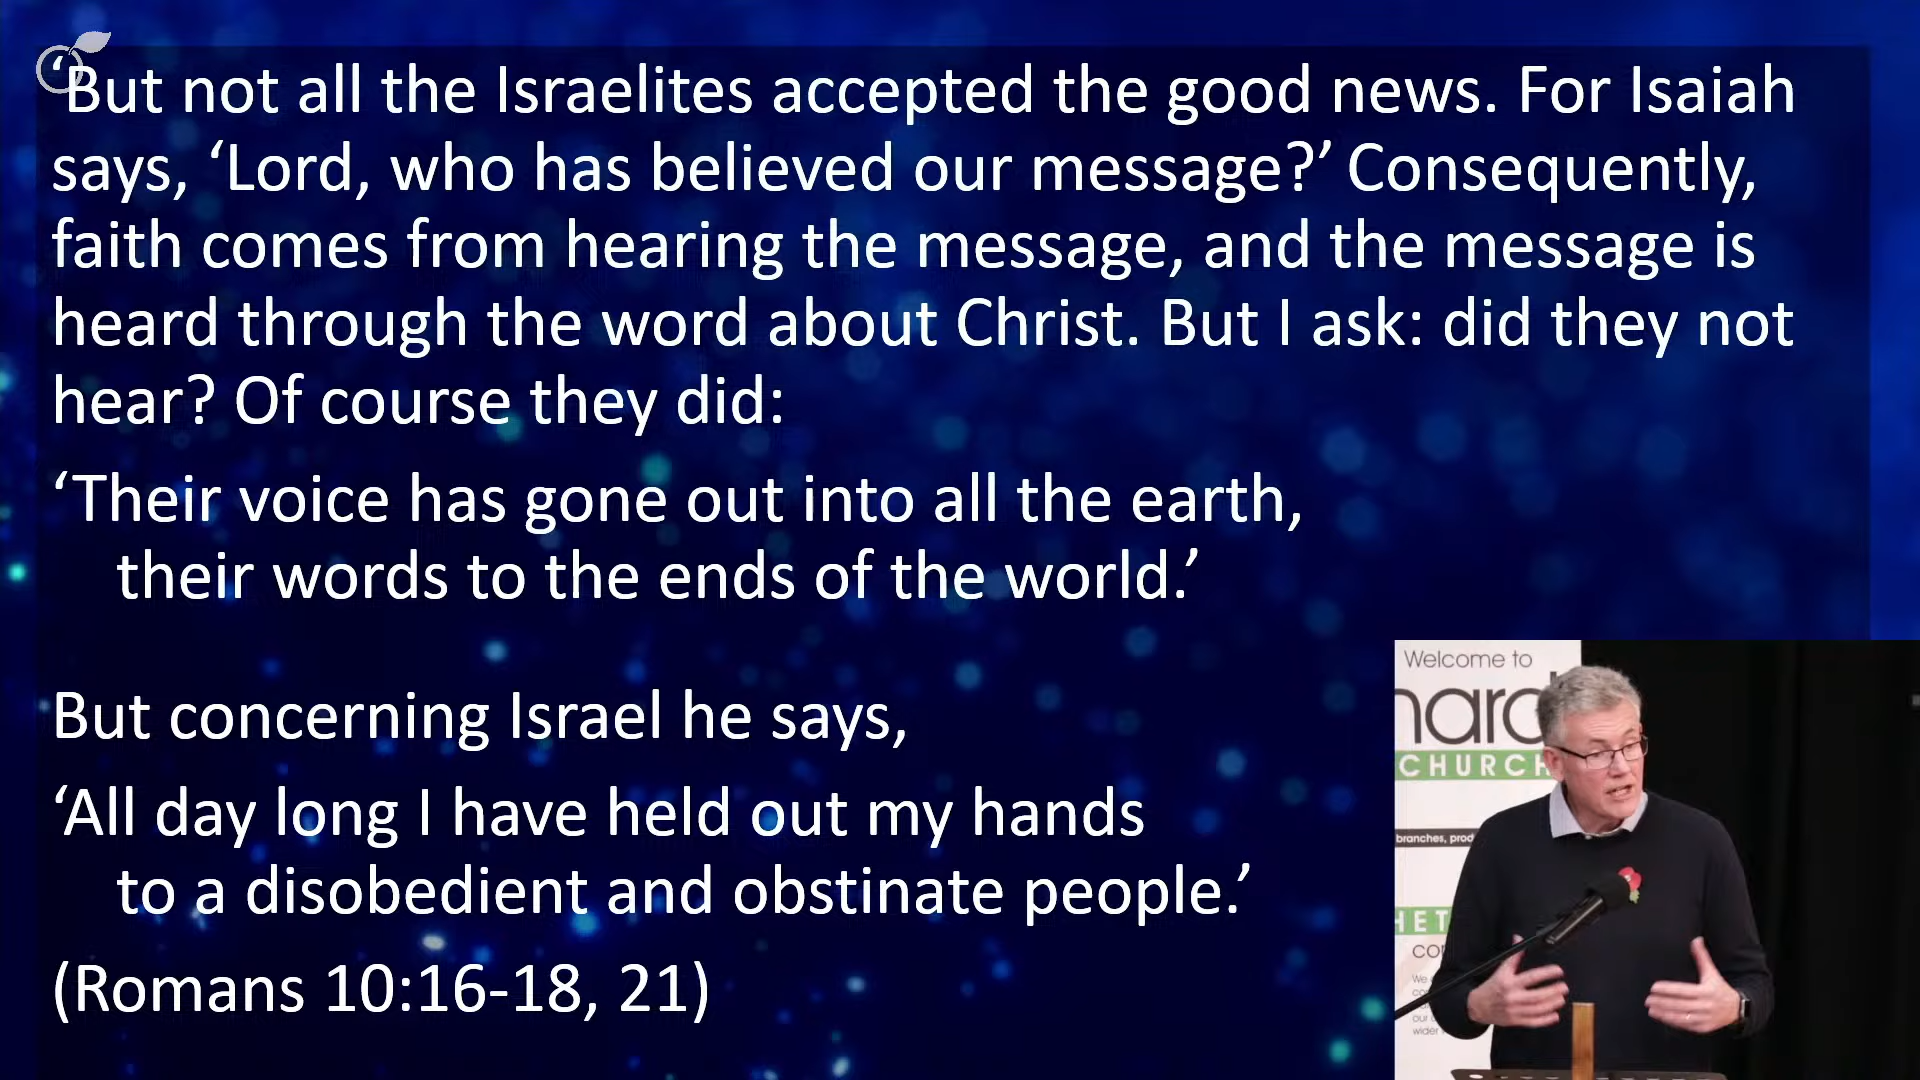 ‘But not all the Israelites accepted the good news. For Isaiah
says, ‘Lord, who has believed our message?’ Consequently,
faith comes from hearing the message, and the message is
heard through the word about Christ. But I ask: did they not
hear? Of course they did:
‘Their voice has gone out into all the earth,
their words to the ends of the world.’
But concerning Israel he says,
‘All day long I have held out my hands
to a disobedient and obstinate people.’
(Romans 10:16-18, 21)
Welcome to
CHURCH
branches,
our
wider